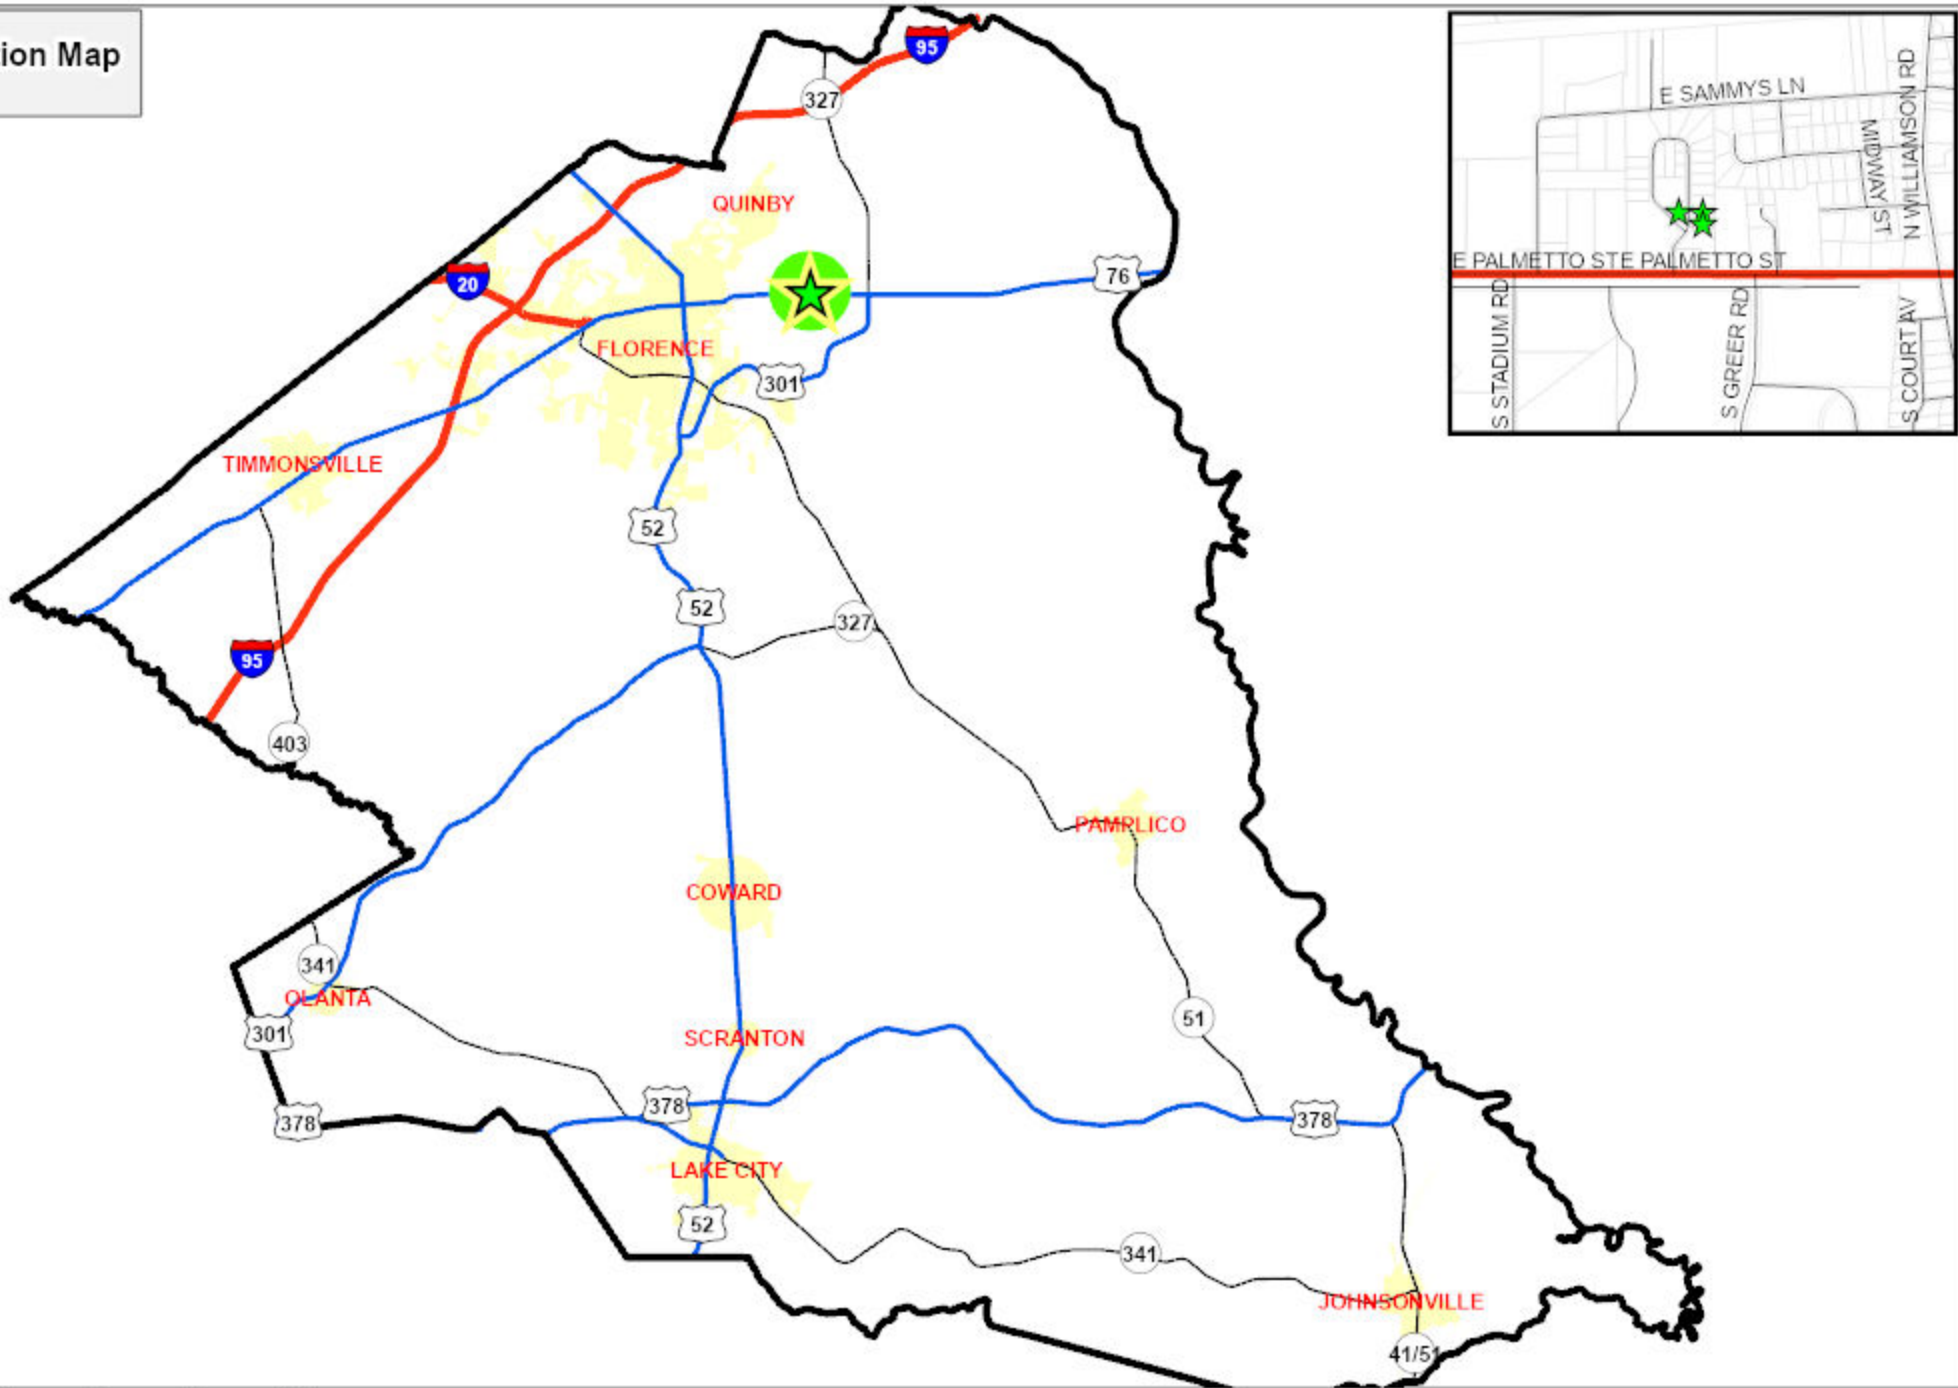 ion Map
95
327
QUINBY
20
76
FLORENCE
301
TIMMONSVILLE
52
52
327
95
403
PAMPLICO
COWARD
341
OLANTA
301
51
SCRANTON
378
378
378
LAKE CITY
52
341
JOHNSONVILLE
41/51
E SAMMYS LN
MIDWAY ST
N WILLIAMSON RD
E PALMETTO STE PALMETTO ST
S STADIUM RD
S GREER RD
S COURT AV